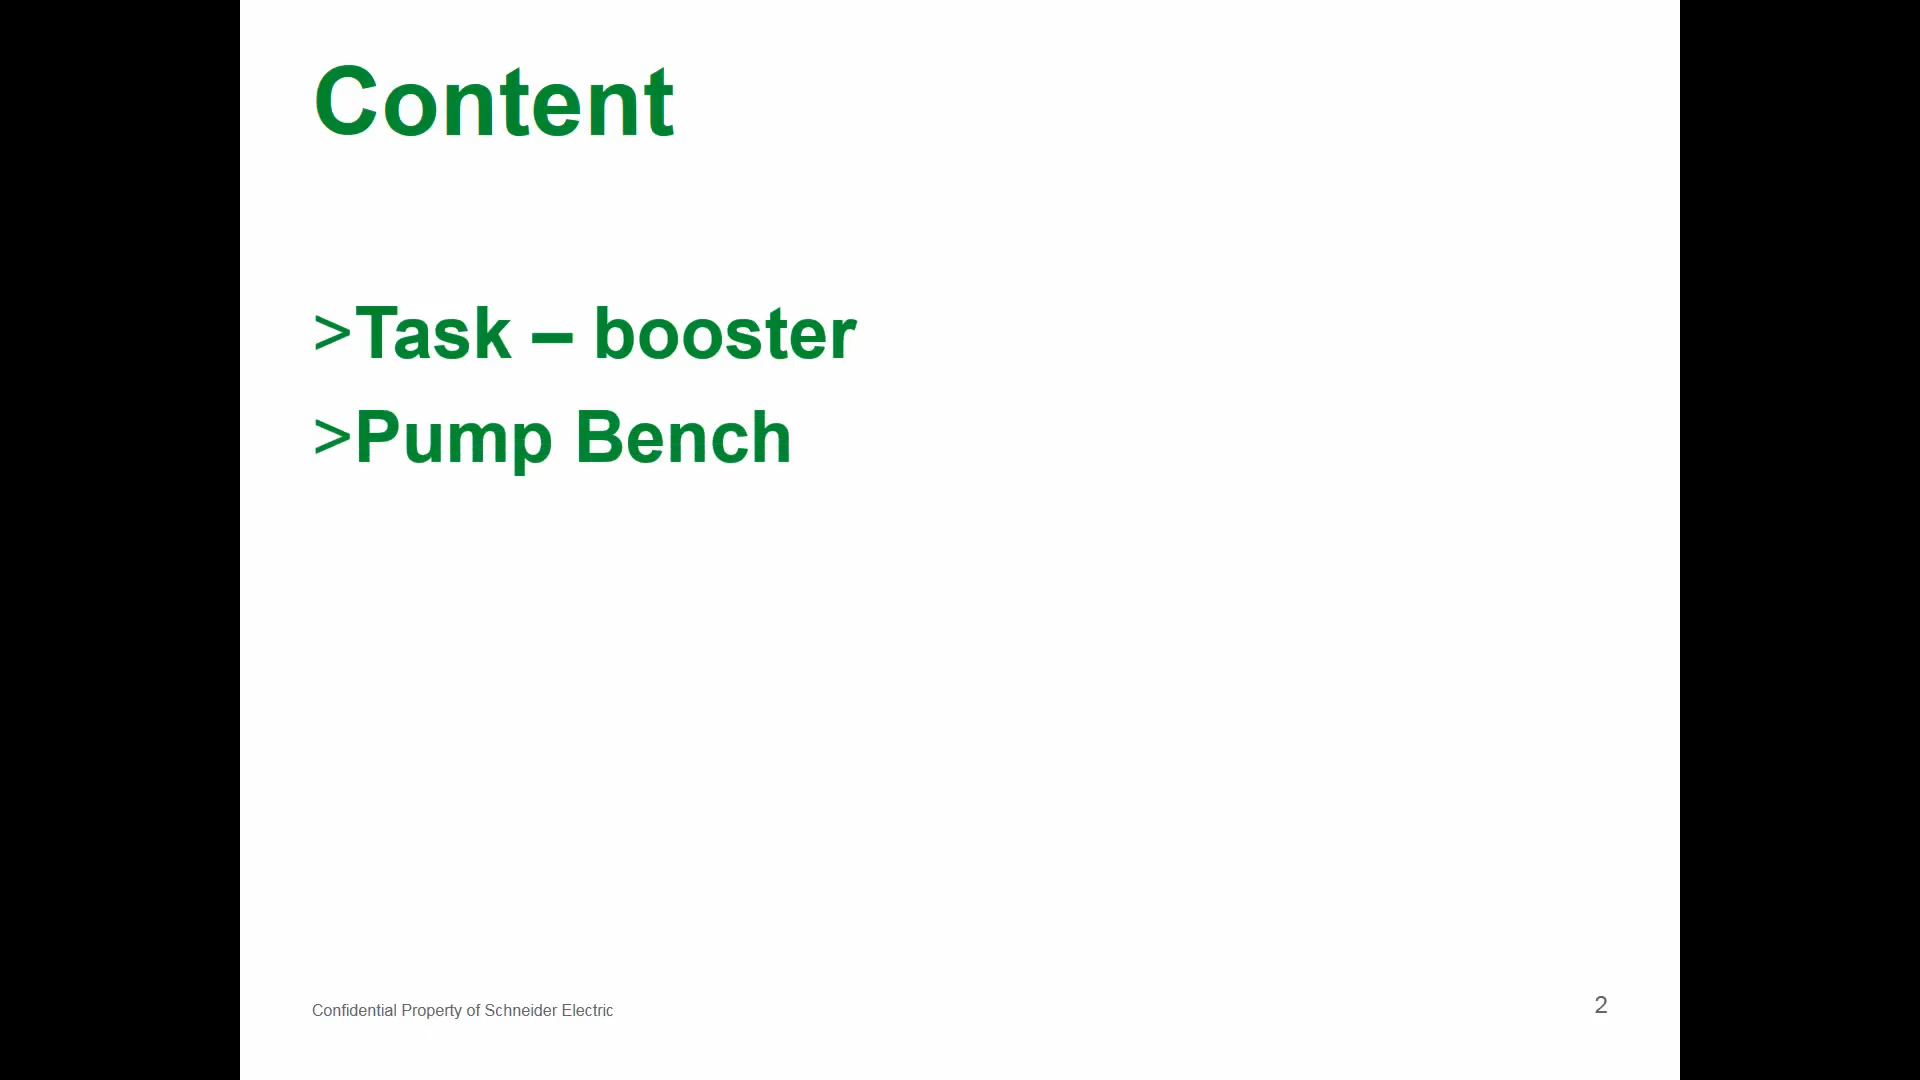 Content
>Task – booster
>Pump Bench
Confidential Property of Schneider Electric
2